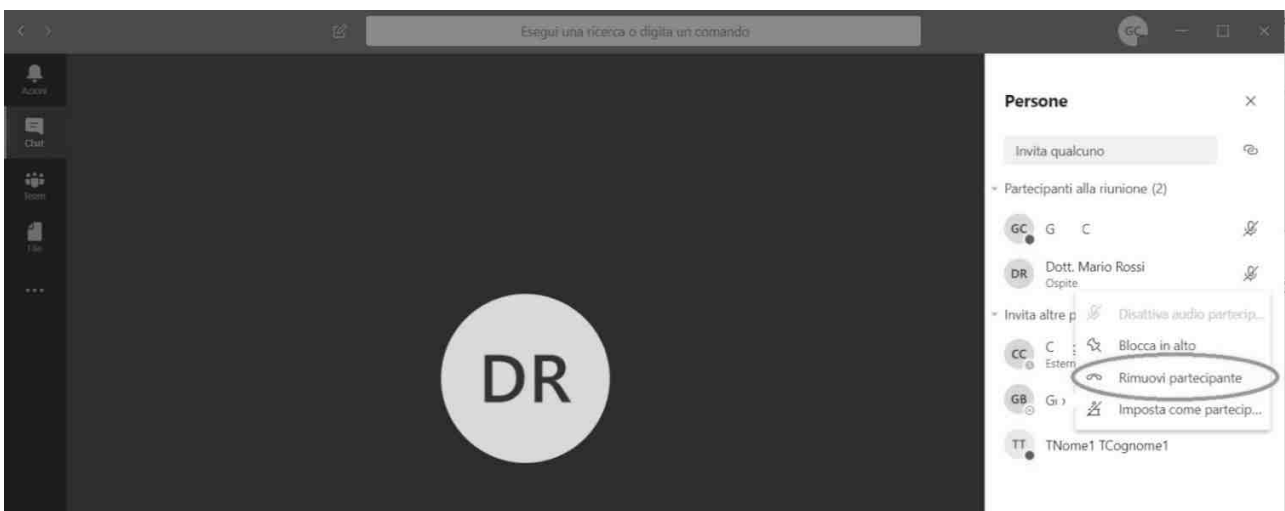 Esegui una ricerca o digita un comando
GC
Azioni
Chat
Team
File
DR
Persone
Invita qualcuno
Partecipanti alla riunione (2)
GC G C
DR Dott. Mario Rossi
Ospite
Invita altre p
Disattiva audio partecip...
Blocca in alto
CC C
Estern
Rimuovi partecipante
GB
Imposta come partecip...
TT TNome1 TCognome1